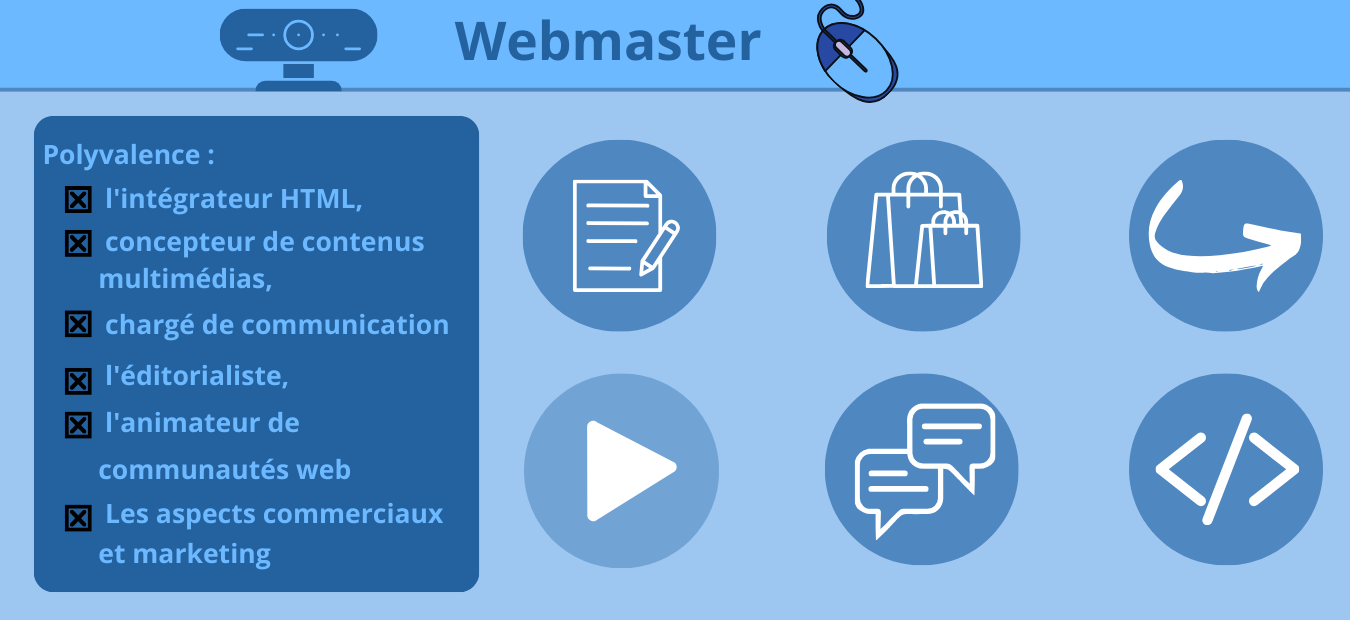 Webmaster
Polyvalence :
l'intégrateur HTML,
concepteur de contenus
multimédias,
chargé de communication
l'éditorialiste,
l'animateur de
communautés web
Les aspects commerciaux
et marketing